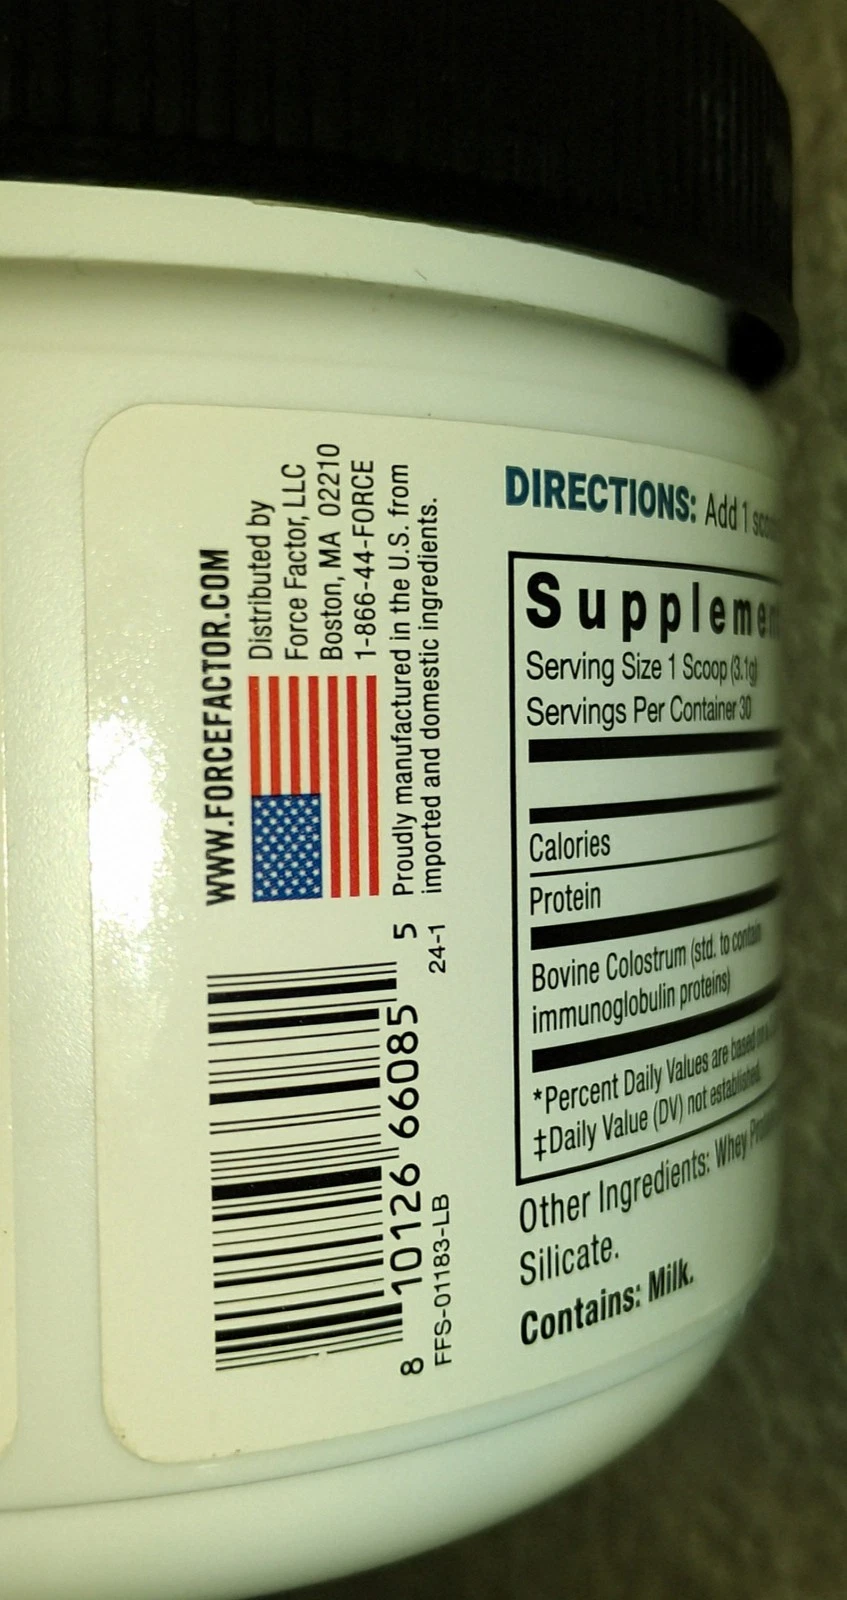 WWW.FORCEFACTOR.COM
Distributed by
Force Factor, LLC
Boston, MA 02210
1-866-44-FORCE
Proudly manufactured in the U.S. from
imported and domestic ingredients.
8 10126 66085 5
FFS-01183-LB 24-1
DIRECTIONS: Add 1
Serving Size 1 Scoop (3.1g)
Servings Per Container 30
Calories
Protein
Bovine Colostrum (std. to contain
immunoglobulin proteins)
*Percent Daily Values are based on
‡Daily Value (DV) not established.
Other Ingredients: Whey
Silicate.
Contains: Milk.